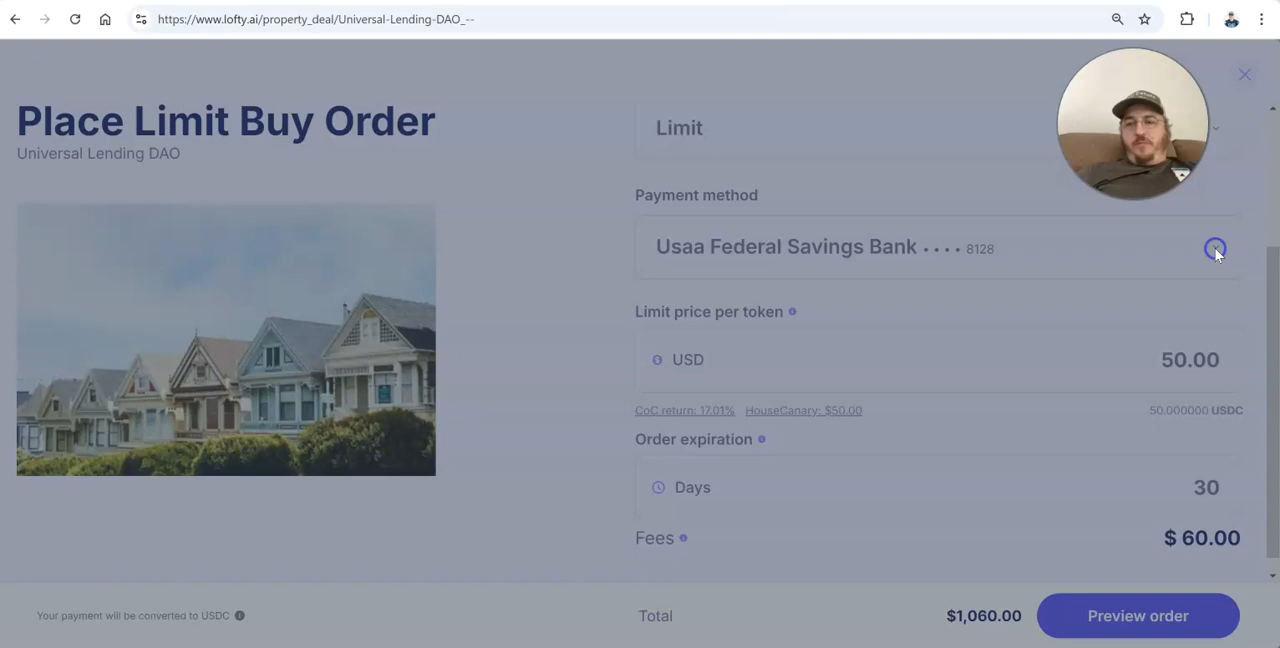 https://www.lofty.ai/property_deal/Universal-Lending-DAO_--
Place Limit Buy Order
Universal Lending DAO
Limit
Payment method
Usaa Federal Savings Bank • • • • 8128
Limit price per token
USD 50.00
CoC return: 17.01% HouseCanary: $50.00 50.000000 USDC
Order expiration
Days 30
Fees $ 60.00
Your payment will be converted to USDC Total $1,060.00 Preview order